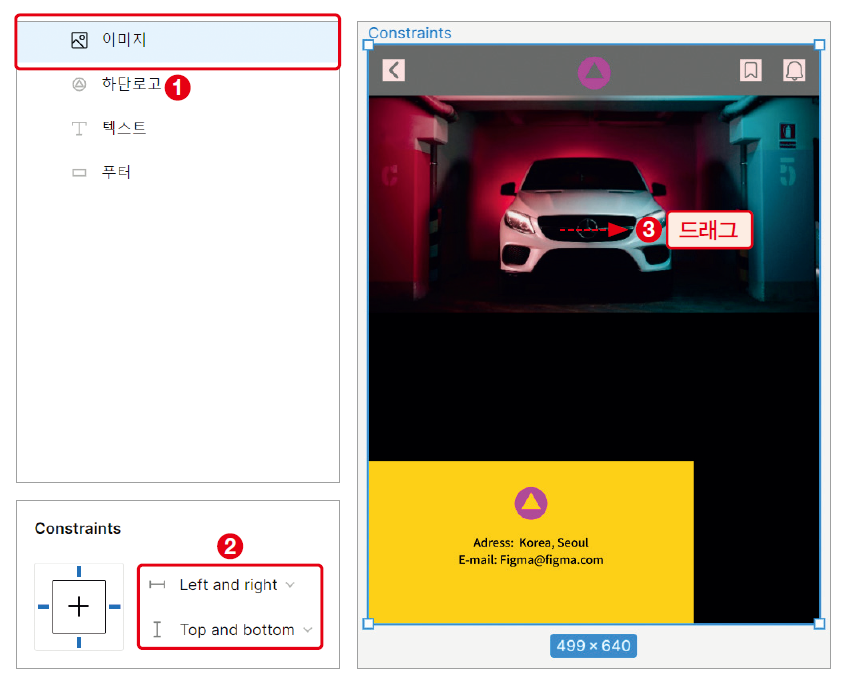 이미지
하단로고
1
텍스트
푸터
Constraints
2
Left and right
Top and bottom
Constraints
5
3
드래그
Adress: Korea, Seoul
E-mail: Figma@figma.com
499 × 640